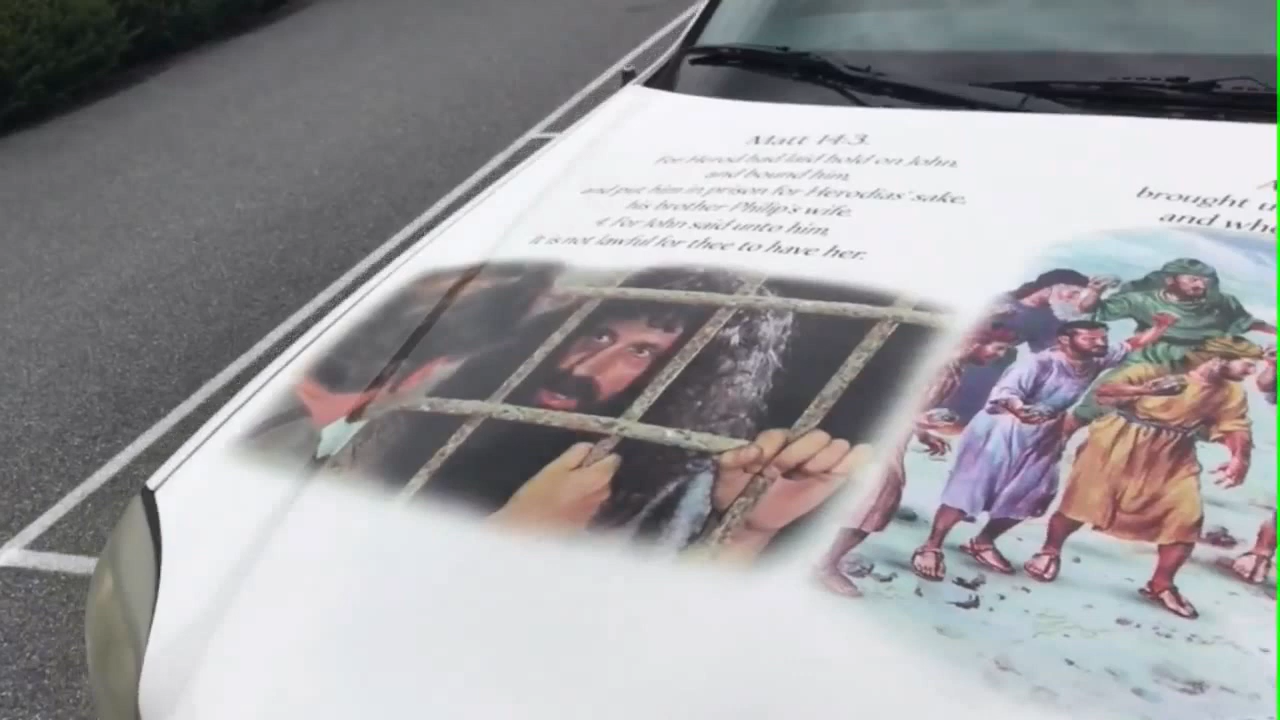 Matt 14:3.
For Herod had laid hold on John,
and bound him,
and put him in prison for Herodias' sake,
his brother Philip's wife.
4. For John said unto him,
it is not lawful for thee to have her.
brought
and